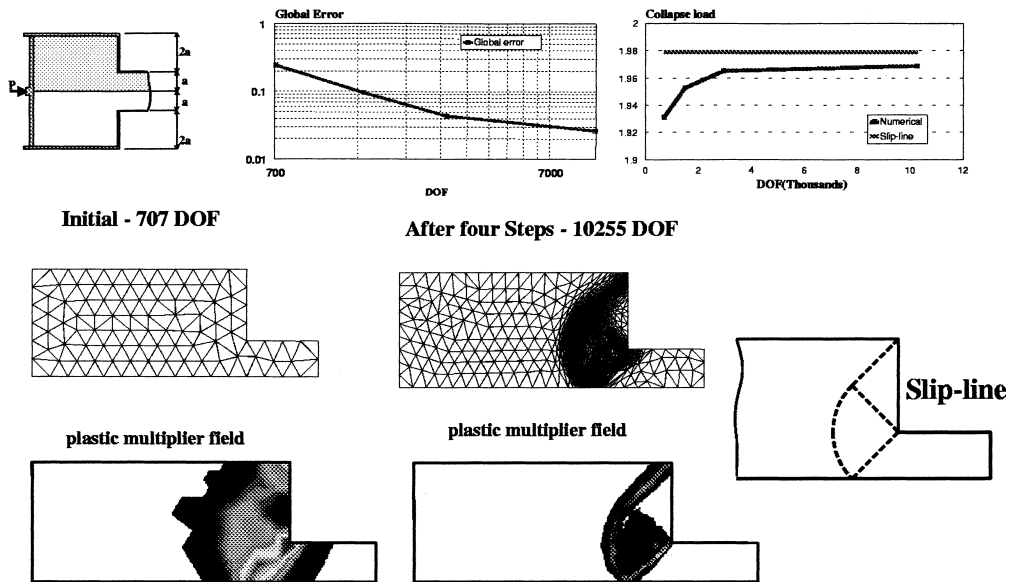 P
2a
a
a
2a
Global Error
1
0.1
0.01
Global error
700
7000
DOF
Collapse load
2
1.98
1.96
1.94
1.92
1.9
Numerical
Slip-line
0
2
4
6
8
10
12
DOF(Thousands)
Initial - 707 DOF
After four Steps - 10255 DOF
Slip-line
plastic multiplier field
plastic multiplier field